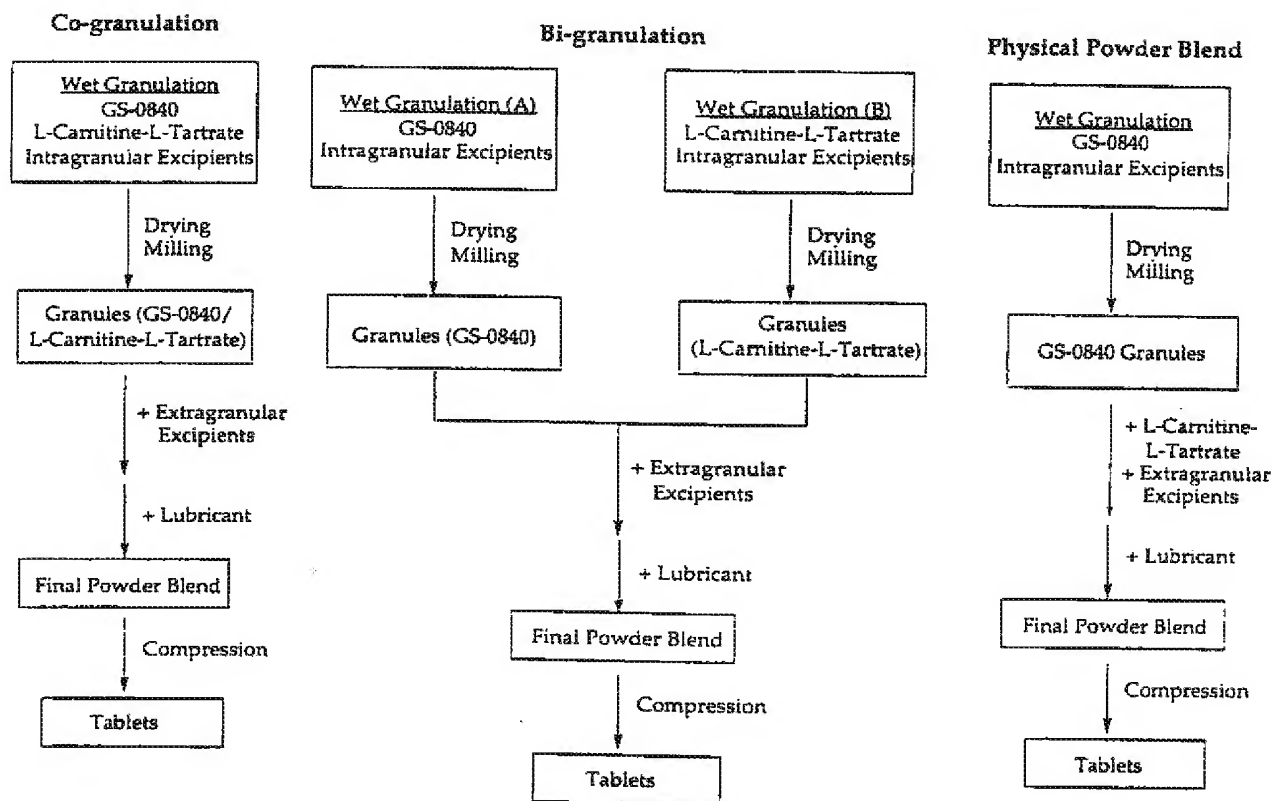 Co-granulation
Wet Granulation
GS-0840
L-Carnitine-L-Tartrate
Intragranular Excipients
Drying
Milling
Granules (GS-0840/
L-Carnitine-L-Tartrate)
+ Extragranular
Excipients
+ Lubricant
Final Powder Blend
Compression
Tablets
Bi-granulation
Wet Granulation (A)
GS-0840
Intragranular Excipients
Drying
Milling
Granules (GS-0840)
Wet Granulation (B)
L-Carnitine-L-Tartrate
Intragranular Excipients
Drying
Milling
Granules
(L-Carnitine-L-Tartrate)
+ Extragranular
Excipients
+ Lubricant
Final Powder Blend
Compression
Tablets
Physical Powder Blend
Wet Granulation
GS-0840
Intragranular Excipients
Drying
Milling
GS-0840 Granules
+ L-Carnitine-
L-Tartrate
+ Extragranular
Excipients
+ Lubricant
Final Powder Blend
Compression
Tablets